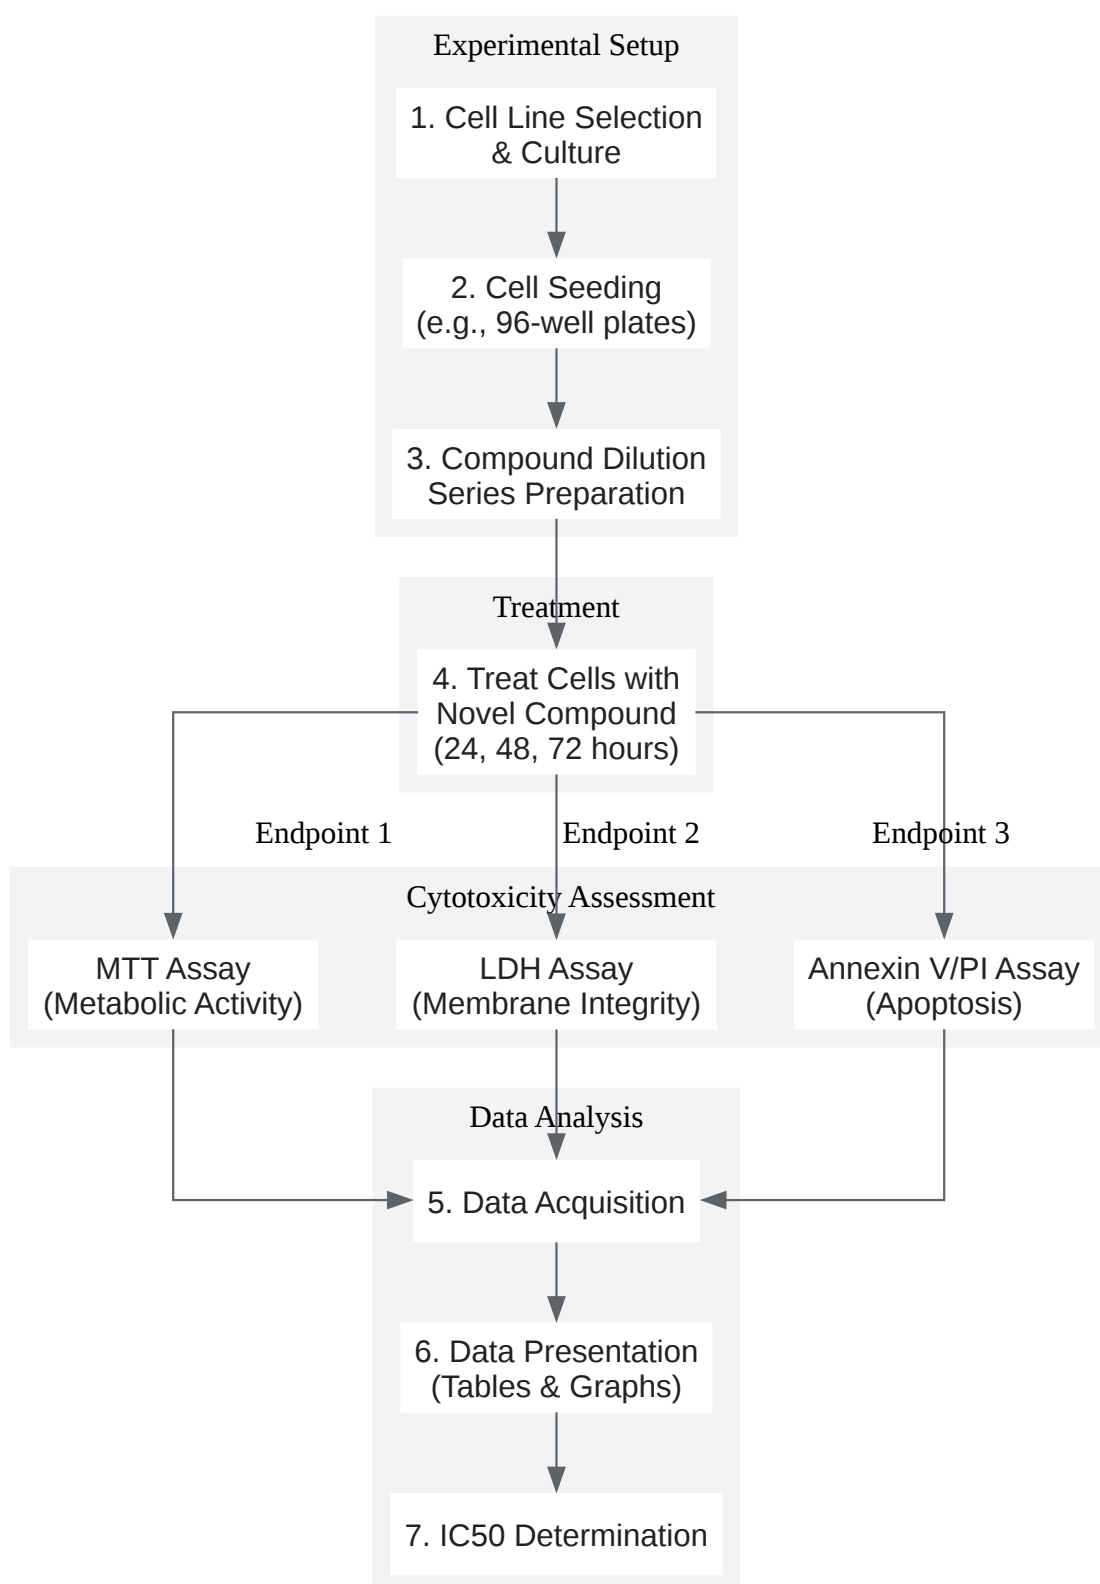 Experimental Setup
1. Cell Line Selection
& Culture
2. Cell Seeding
(e.g., 96-well plates)
3. Compound Dilution
Series Preparation
Treatment
4. Treat Cells with
Novel Compound
(24, 48, 72 hours)
Endpoint 1
Endpoint 2
Endpoint 3
Cytotoxicity Assessment
MTT Assay
(Metabolic Activity)
LDH Assay
(Membrane Integrity)
Annexin V/PI Assay
(Apoptosis)
Data Analysis
5. Data Acquisition
6. Data Presentation
(Tables & Graphs)
7. IC50 Determination